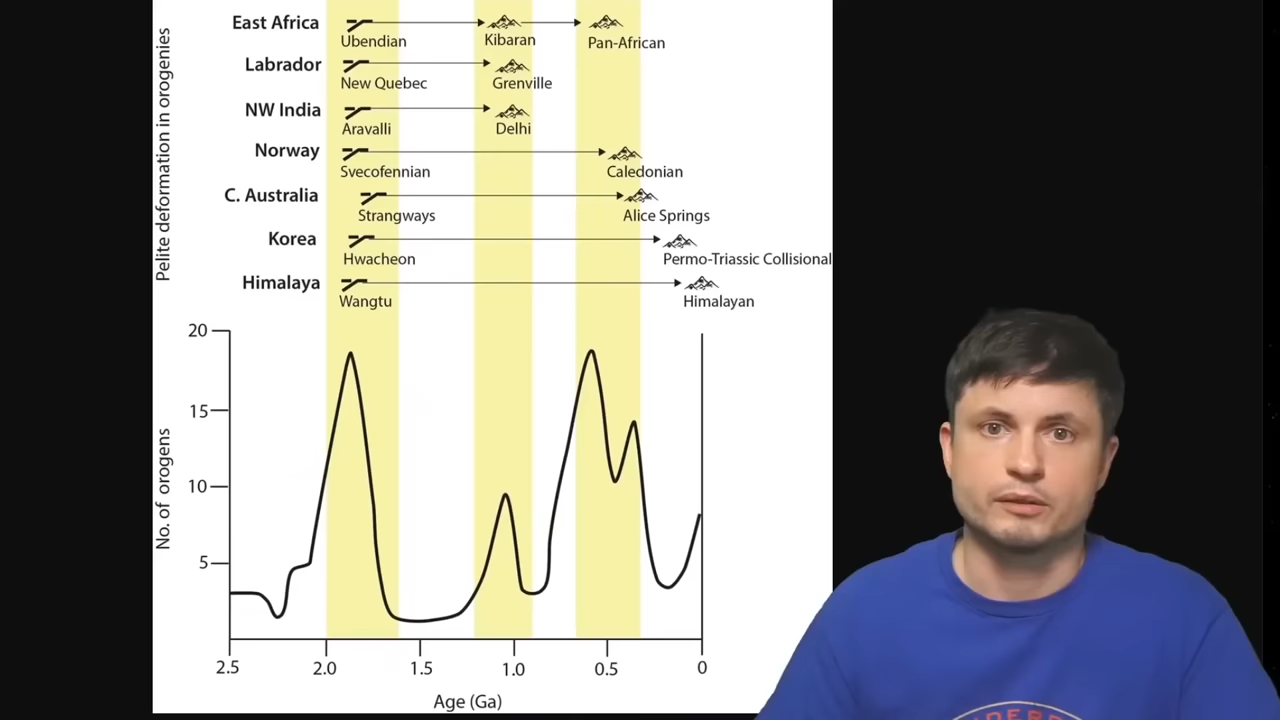 Pelite deformation in orogenies
East Africa
Ubendian
Kibaran
Pan-African
Labrador
New Quebec
Grenville
NW India
Aravalli
Delhi
Norway
Svecofennian
Caledonian
C. Australia
Strangways
Alice Springs
Korea
Hwacheon
Permo-Triassic Collisional
Himalaya
Wangtu
Himalayan
No. of orogens
20
15
10
5
2.5 2.0 1.5 1.0 0.5 0
Age (Ga)